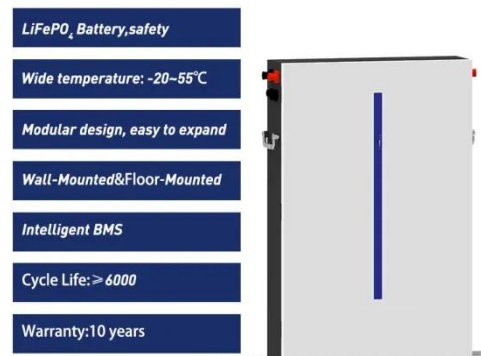 LiFePO₄ Battery,safety
Wide temperature: -20~55℃
Modular design, easy to expand
Wall-Mounted&Floor-Mounted
Intelligent BMS
Cycle Life:≥6000
Warranty:10 years